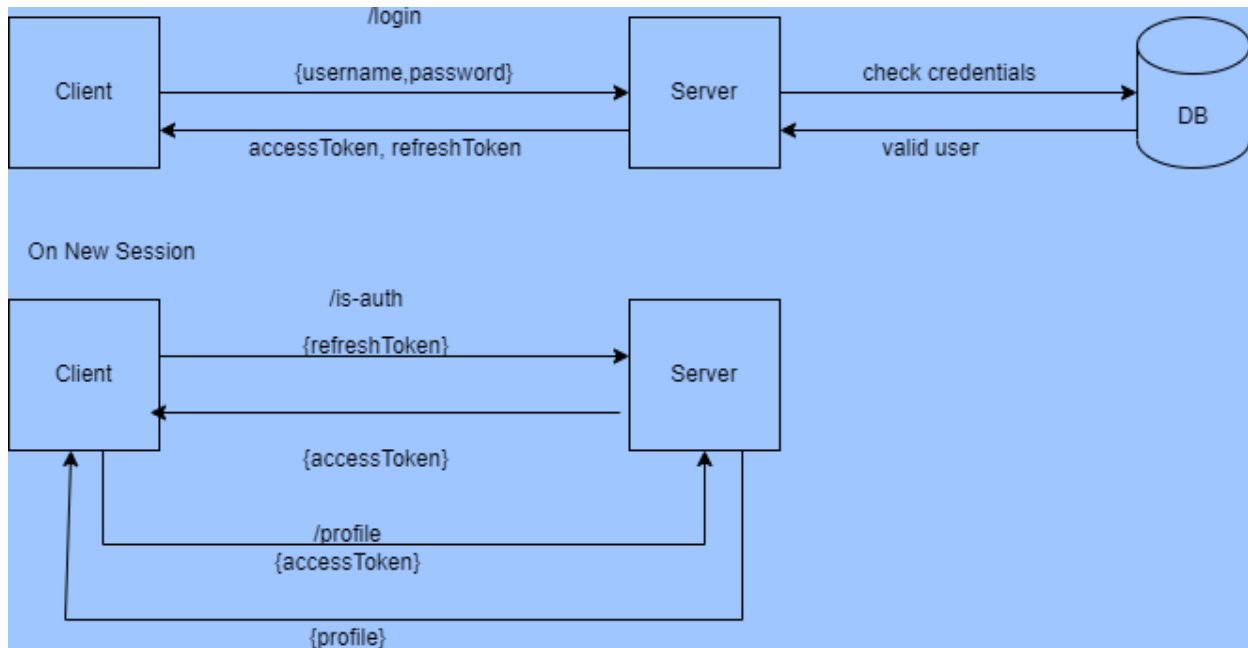 /login
Client
{username,password}
Server
check credentials
DB
accessToken, refreshToken
valid user
On New Session
/is-auth
{refreshToken}
Client
Server
{accessToken}
/profile
{accessToken}
{profile}